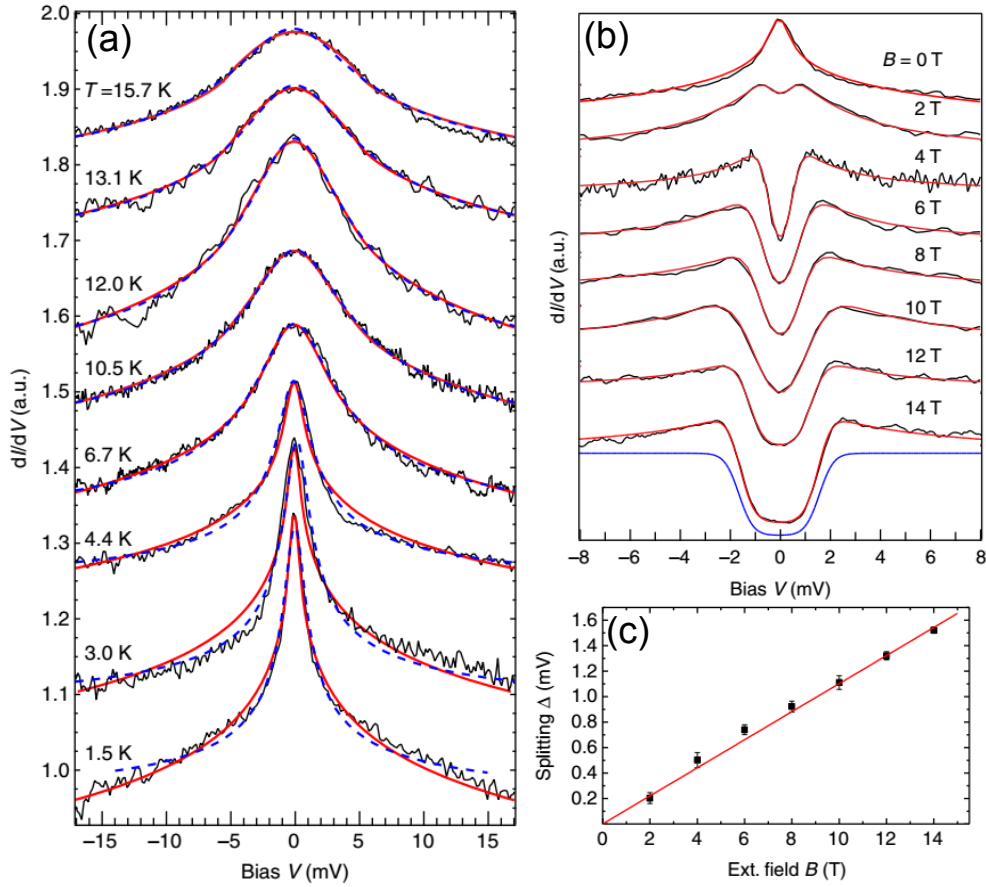 (a)
2.0
1.9
1.8
1.7
1.6
1.5
1.4
1.3
1.2
1.1
1.0
dI/dV (a.u.)
T =15.7 K
13.1 K
12.0 K
10.5 K
6.7 K
4.4 K
3.0 K
1.5 K
−15 −10 −5 0 5 10 15
Bias V (mV)
(b)
dI/dV (a.u.)
B = 0 T
2 T
4 T
6 T
8 T
10 T
12 T
14 T
−8 −6 −4 −2 0 2 4 6 8
Bias V (mV)
(c)
Splitting Δ (mV)
1.6
1.4
1.2
1.0
0.8
0.6
0.4
0.2
0 2 4 6 8 10 12 14
Ext. field B (T)